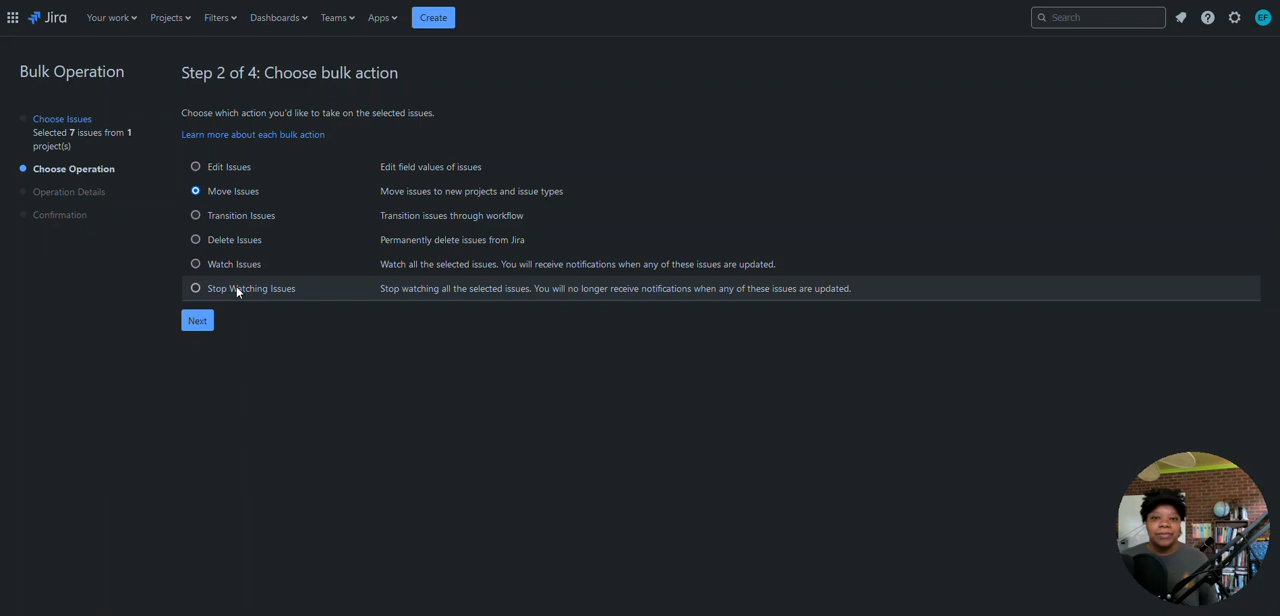 Jira
Your work
Projects
Filters
Dashboards
Teams
Apps
Create
Search
EF
Bulk Operation
Choose Issues
Selected 7 issues from 1
project(s)
Choose Operation
Operation Details
Confirmation
Step 2 of 4: Choose bulk action
Choose which action you'd like to take on the selected issues.
Learn more about each bulk action
Edit Issues Edit field values of issues
Move Issues Move issues to new projects and issue types
Transition Issues Transition issues through workflow
Delete Issues Permanently delete issues from Jira
Watch Issues Watch all the selected issues. You will receive notifications when any of these issues are updated.
Stop Watching Issues Stop watching all the selected issues. You will no longer receive notifications when any of these issues are updated.
Next